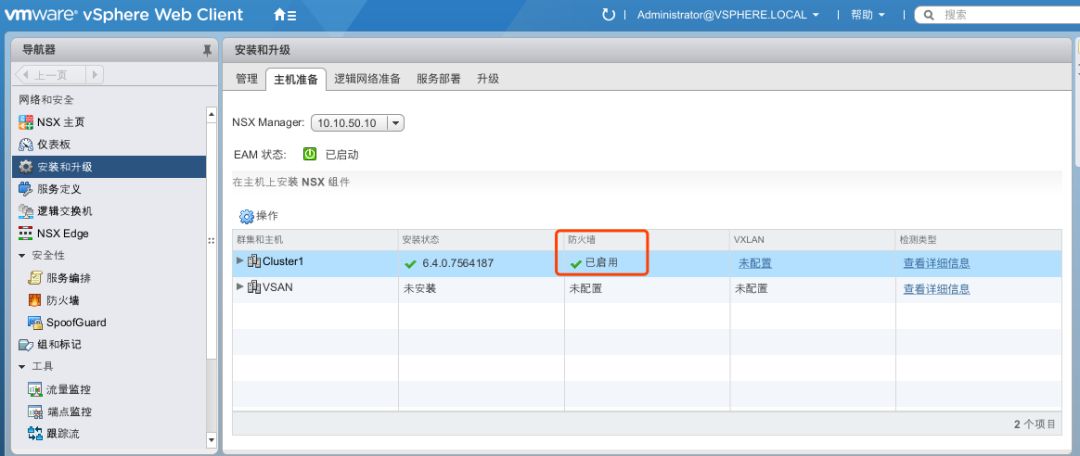 vmware® vSphere Web Client
Administrator@VSPHERE.LOCAL
帮助
搜索
导航器
上一页
网络和安全
NSX 主页
仪表板
安装和升级
服务定义
逻辑交换机
NSX Edge
安全性
服务编排
防火墙
SpoofGuard
组和标记
工具
流量监控
端点监控
跟踪流
安装和升级
管理 主机准备 逻辑网络准备 服务部署 升级
NSX Manager: 10.10.50.10
EAM 状态: 已启动
在主机上安装 NSX 组件
操作
群集和主机 安装状态 防火墙 VXLAN 检测类型
Cluster1 6.4.0.7564187 已启用 未配置 查看详细信息
VSAN 未安装 未配置 未配置 查看详细信息
2 个项目